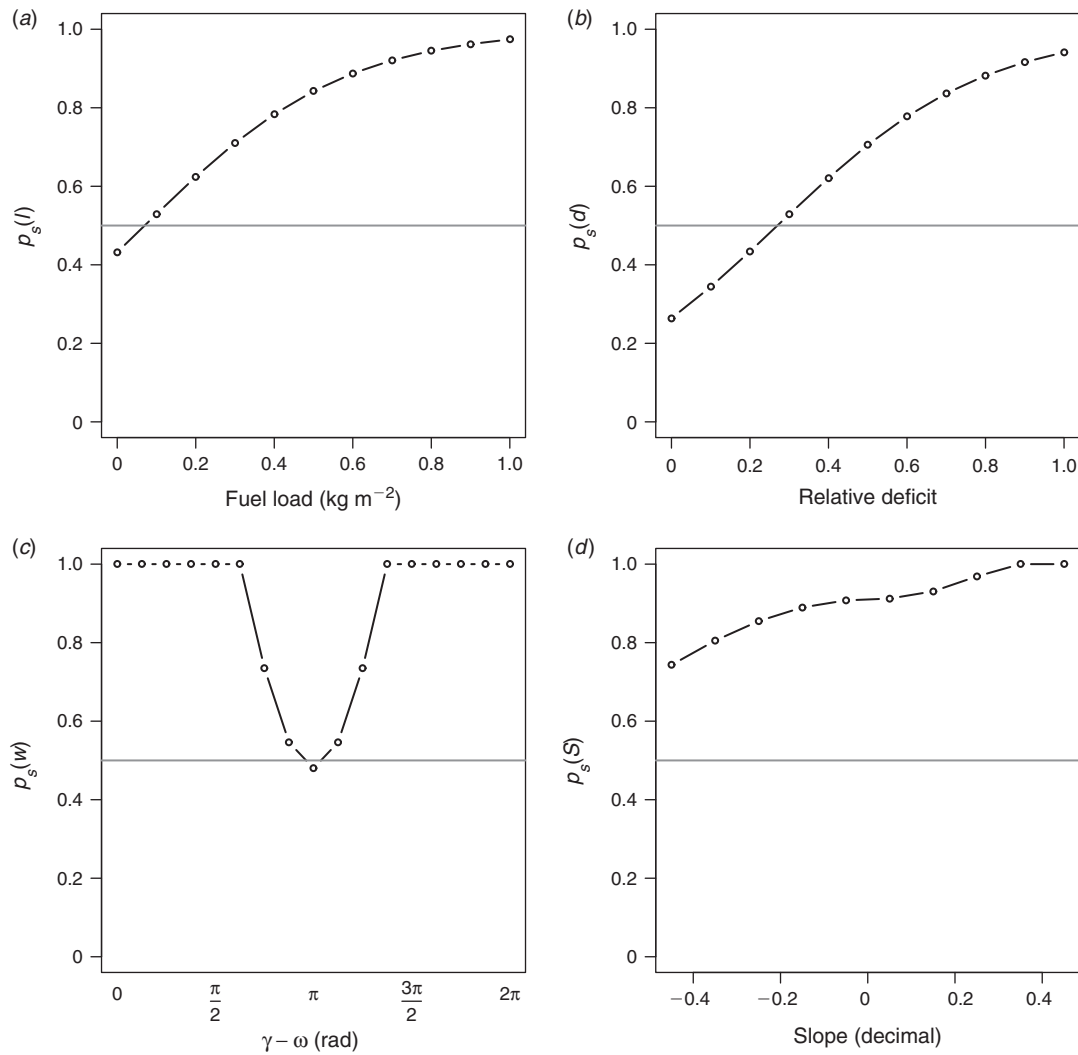 (a)
1.0
0.8
0.6
0.4
0.2
0
pₛ(l)
0 0.2 0.4 0.6 0.8 1.0
Fuel load (kg m⁻²)
(b)
1.0
0.8
0.6
0.4
0.2
0
pₛ(d)
0 0.2 0.4 0.6 0.8 1.0
Relative deficit
(c)
1.0
0.8
0.6
0.4
0.2
0
pₛ(w)
0 π/2 π 3π/2 2π
γ – ω (rad)
(d)
1.0
0.8
0.6
0.4
0.2
0
pₛ(S)
−0.4 −0.2 0 0.2 0.4
Slope (decimal)